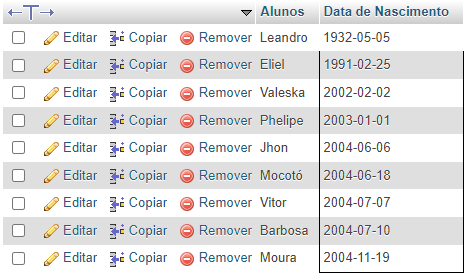 Alunos Data de Nascimento
Editar Copiar Remover Leandro 1932-05-05
Editar Copiar Remover Eliel 1991-02-25
Editar Copiar Remover Valeska 2002-02-02
Editar Copiar Remover Phelipe 2003-01-01
Editar Copiar Remover Jhon 2004-06-06
Editar Copiar Remover Mocotó 2004-06-18
Editar Copiar Remover Vitor 2004-07-07
Editar Copiar Remover Barbosa 2004-07-10
Editar Copiar Remover Moura 2004-11-19